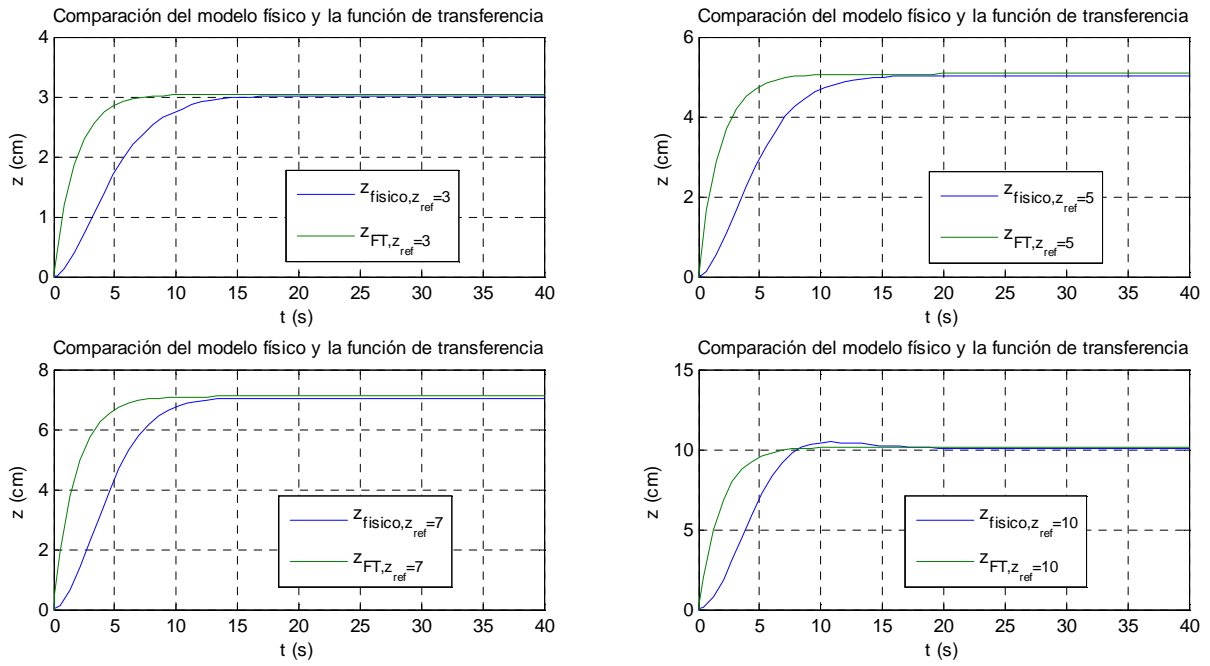 Comparación del modelo físico y la función de transferencia
4
3
2
1
0
z (cm)
0 5 10 15 20 25 30 35 40
t (s)
z_fisico,z_ref=3
z_FT,z_ref=3
Comparación del modelo físico y la función de transferencia
6
4
2
0
z (cm)
0 5 10 15 20 25 30 35 40
t (s)
z_fisico,z_ref=5
z_FT,z_ref=5
Comparación del modelo físico y la función de transferencia
8
6
4
2
0
z (cm)
0 5 10 15 20 25 30 35 40
t (s)
z_fisico,z_ref=7
z_FT,z_ref=7
Comparación del modelo físico y la función de transferencia
15
10
5
0
z (cm)
0 5 10 15 20 25 30 35 40
t (s)
z_fisico,z_ref=10
z_FT,z_ref=10